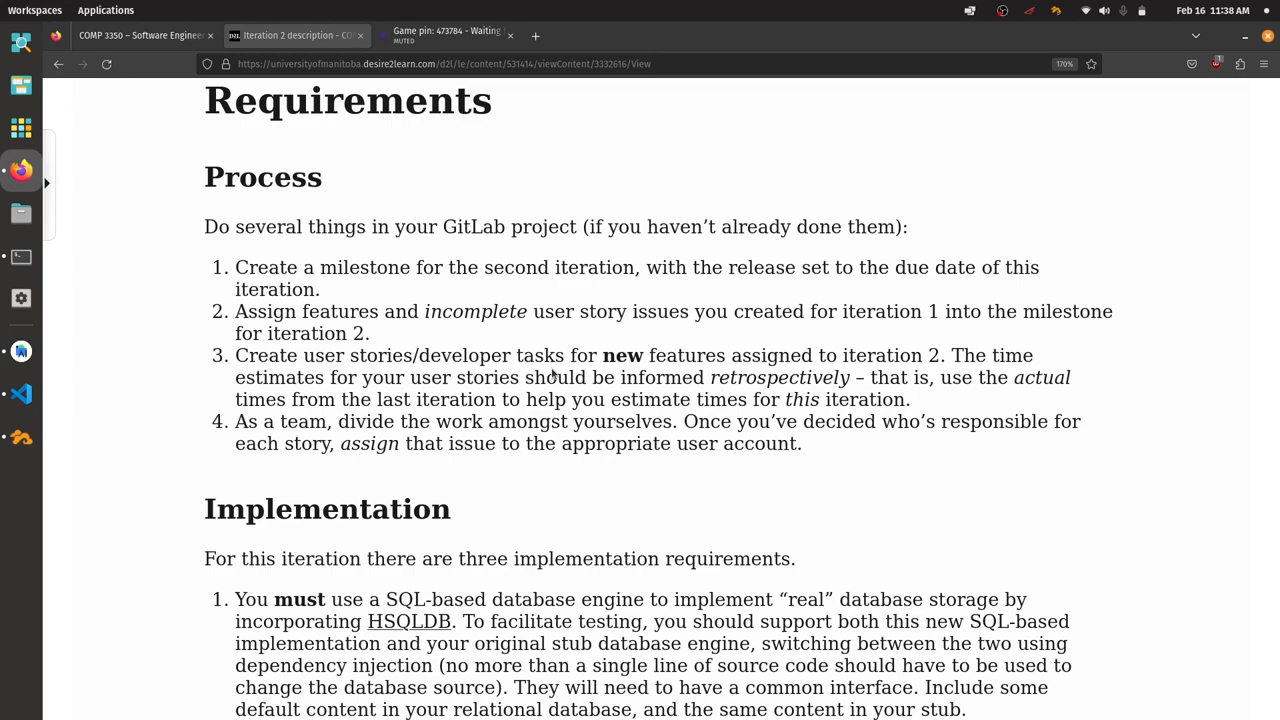 Workspaces Applications Feb 16 11:38 AM
COMP 3350 – Software Enginee
Iteration 2 description - CO
Game pin: 473784 - Waiting
MUTED
https://universityofmanitoba.desire2learn.com/d2l/le/content/531414/viewContent/3332616/View 170%
Requirements
Process
Do several things in your GitLab project (if you haven’t already done them):
1. Create a milestone for the second iteration, with the release set to the due date of this
iteration.
2. Assign features and incomplete user story issues you created for iteration 1 into the milestone
for iteration 2.
3. Create user stories/developer tasks for new features assigned to iteration 2. The time
estimates for your user stories should be informed retrospectively – that is, use the actual
times from the last iteration to help you estimate times for this iteration.
4. As a team, divide the work amongst yourselves. Once you’ve decided who’s responsible for
each story, assign that issue to the appropriate user account.
Implementation
For this iteration there are three implementation requirements.
1. You must use a SQL-based database engine to implement “real” database storage by
incorporating HSQLDB. To facilitate testing, you should support both this new SQL-based
implementation and your original stub database engine, switching between the two using
dependency injection (no more than a single line of source code should have to be used to
change the database source). They will need to have a common interface. Include some
default content in your relational database, and the same content in your stub.